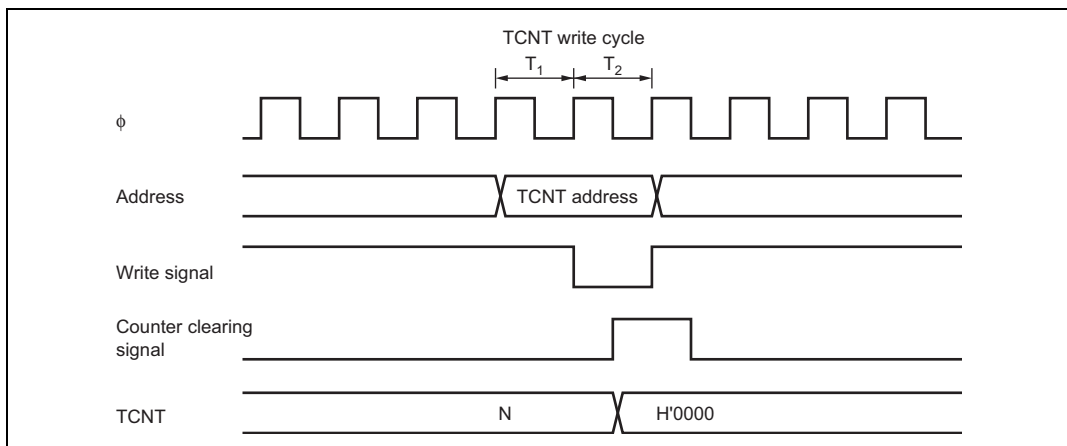 TCNT write cycle
T1 T2
ϕ
Address
TCNT address
Write signal
Counter clearing
signal
TCNT
N
H'0000